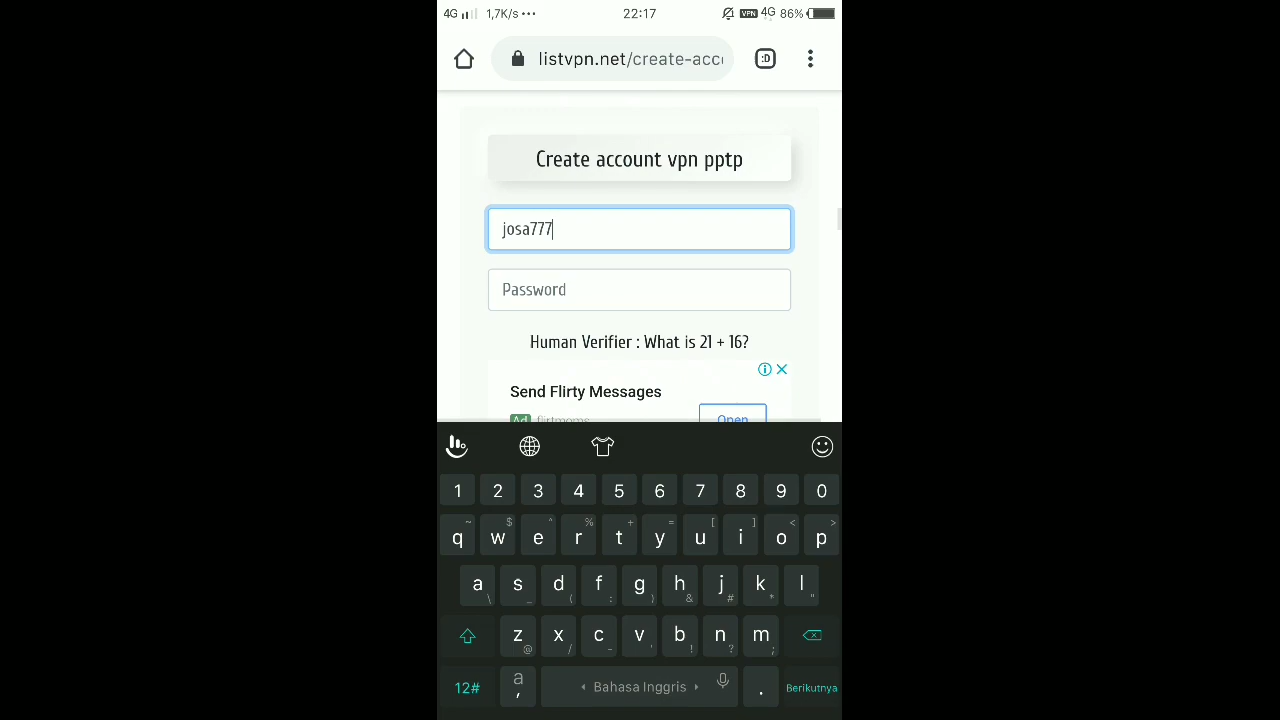 4G 1,7K/s ••• 22:17 VPN 4G 86%
listvpn.net/create-acc
:D
Create account vpn pptp
josa777
Password
Human Verifier : What is 21 + 16?
Send Flirty Messages
Ad flirtmoms
Open
1 2 3 4 5 6 7 8 9 0
~ $ ^ % + = [ ] < >
q w e r t y u i o p
a s d f g h j k l
\ _ ( : ) & # * "
z x c v b n m
@ / - ' ! ? ;
12# a , Bahasa Inggris . Berikutnya